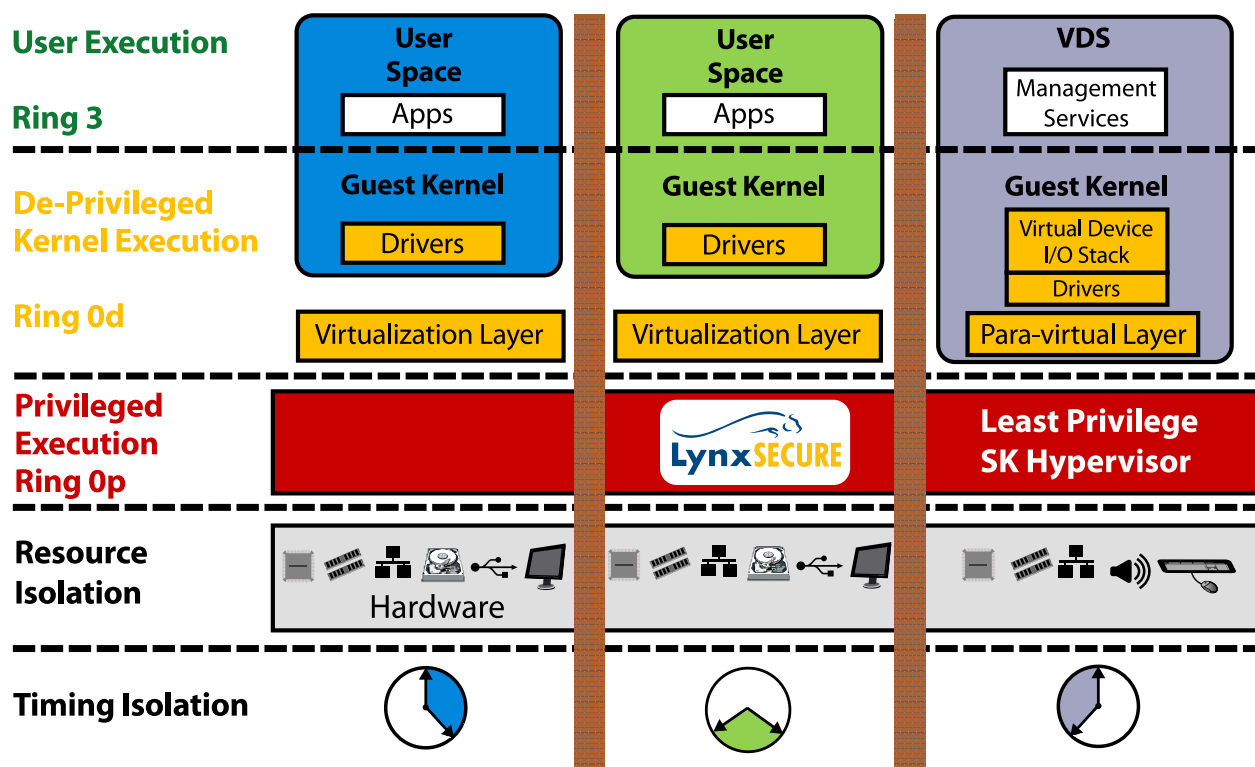 User Execution
Ring 3
User
Space
Apps
User
Space
Apps
VDS
Management
Services
De-Privileged
Kernel Execution
Ring 0d
Guest Kernel
Drivers
Virtualization Layer
Guest Kernel
Drivers
Virtualization Layer
Guest Kernel
Virtual Device
I/O Stack
Drivers
Para-virtual Layer
Privileged
Execution
Ring 0p
LynxSECURE
Least Privilege
SK Hypervisor
Resource
Isolation
Hardware
Timing Isolation